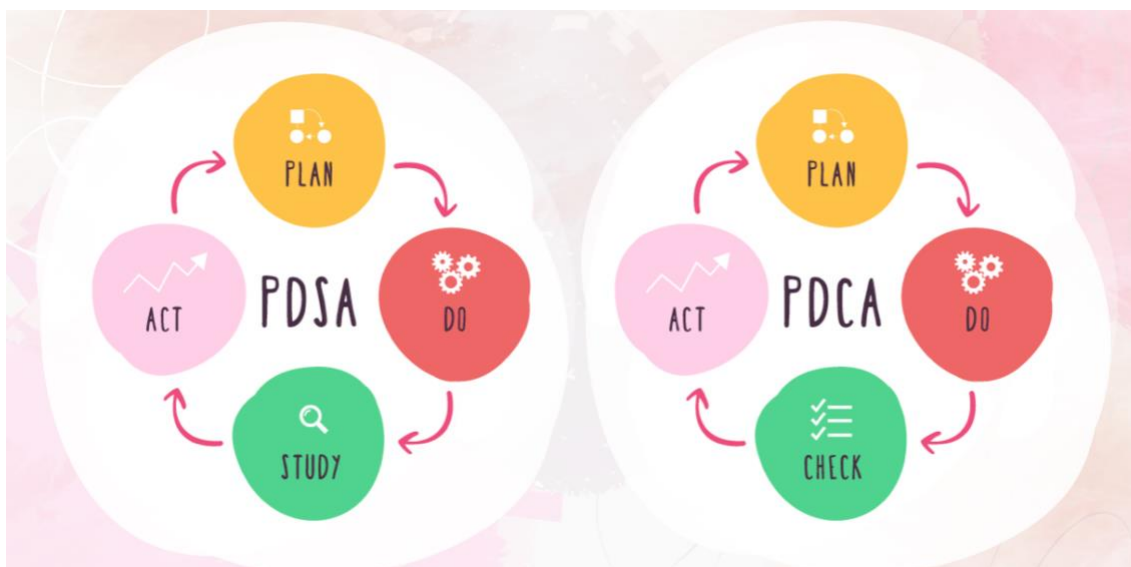 PLAN
ACT
PDSA
DO
STUDY
PLAN
ACT
PDCA
DO
CHECK